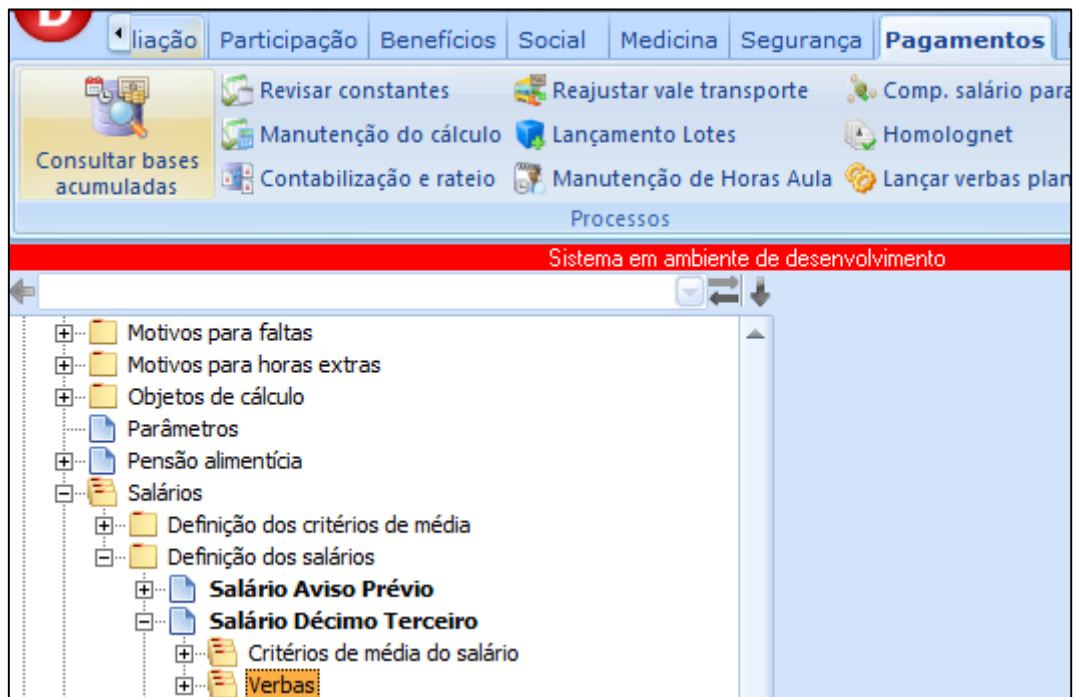 liação Participação Benefícios Social Medicina Segurança Pagamentos
Revisar constantes Reajustar vale transporte Comp. salário para
Manutenção do cálculo Lançamento Lotes Homolognet
Consultar bases acumuladas
Contabilização e rateio Manutenção de Horas Aula Lançar verbas plan
Processos
Sistema em ambiente de desenvolvimento
Motivos para faltas
Motivos para horas extras
Objetos de cálculo
Parâmetros
Pensão alimentícia
Salários
Definição dos critérios de média
Definição dos salários
Salário Aviso Prévio
Salário Décimo Terceiro
Critérios de média do salário
Verbas